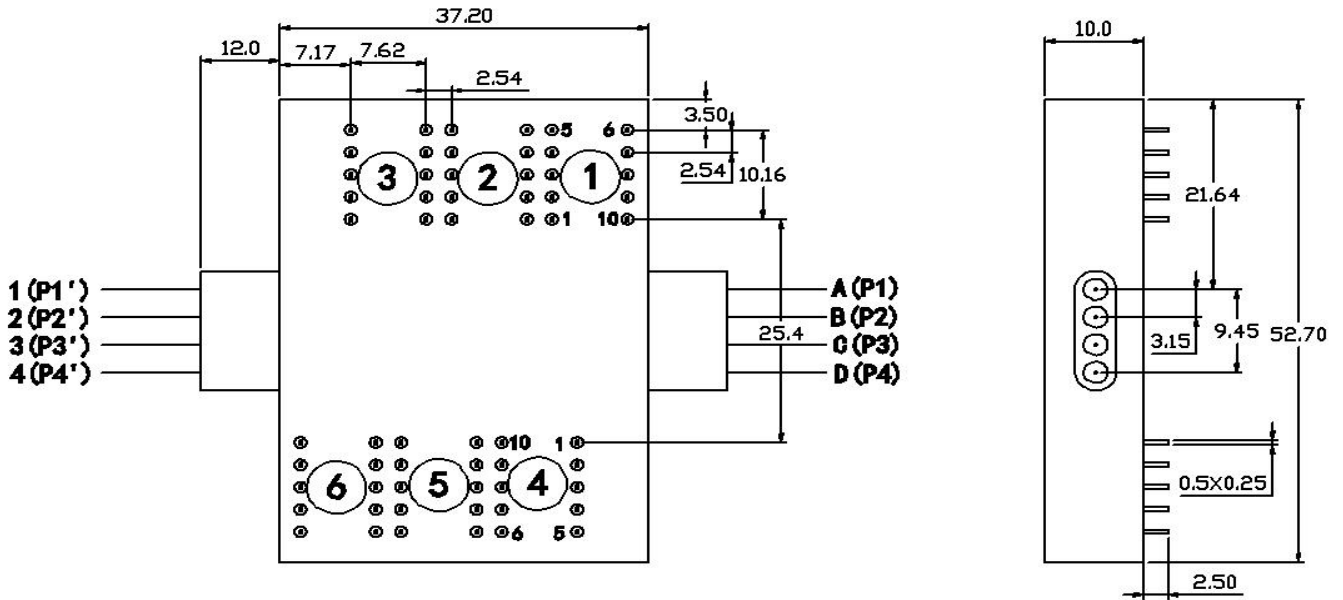 37.20
12.0 7.17 7.62
2.54
3.50
5 6
3 2 1
2.54 10.16
1 10
1(P1')
2(P2')
3(P3')
4(P4')
A(P1)
B(P2)
C(P3)
D(P4)
25.4
10 1
6 5 4
6 5
10.0
21.64
3.15 9.45 52.70
0.5X0.25
2.50